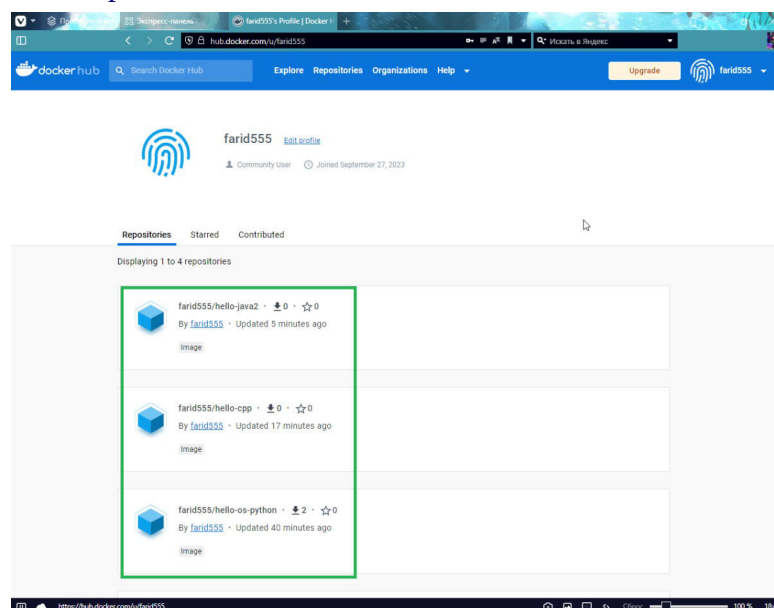 Экспресс-панель
farid555's Profile | Docker H
hub.docker.com/u/farid555
Искать в Яндекс
dockerhub
Search Docker Hub
Explore Repositories Organizations Help
Upgrade
farid555
farid555 Edit profile
Community User Joined September 27, 2023
Repositories Starred Contributed
Displaying 1 to 4 repositories
farid555/hello-java2 · 0 · 0
By farid555 · Updated 5 minutes ago
Image
farid555/hello-cpp · 0 · 0
By farid555 · Updated 17 minutes ago
Image
farid555/hello-os-python · 2 · 0
By farid555 · Updated 40 minutes ago
Image
https://hub.docker.com/u/farid555
Сброс
100 %